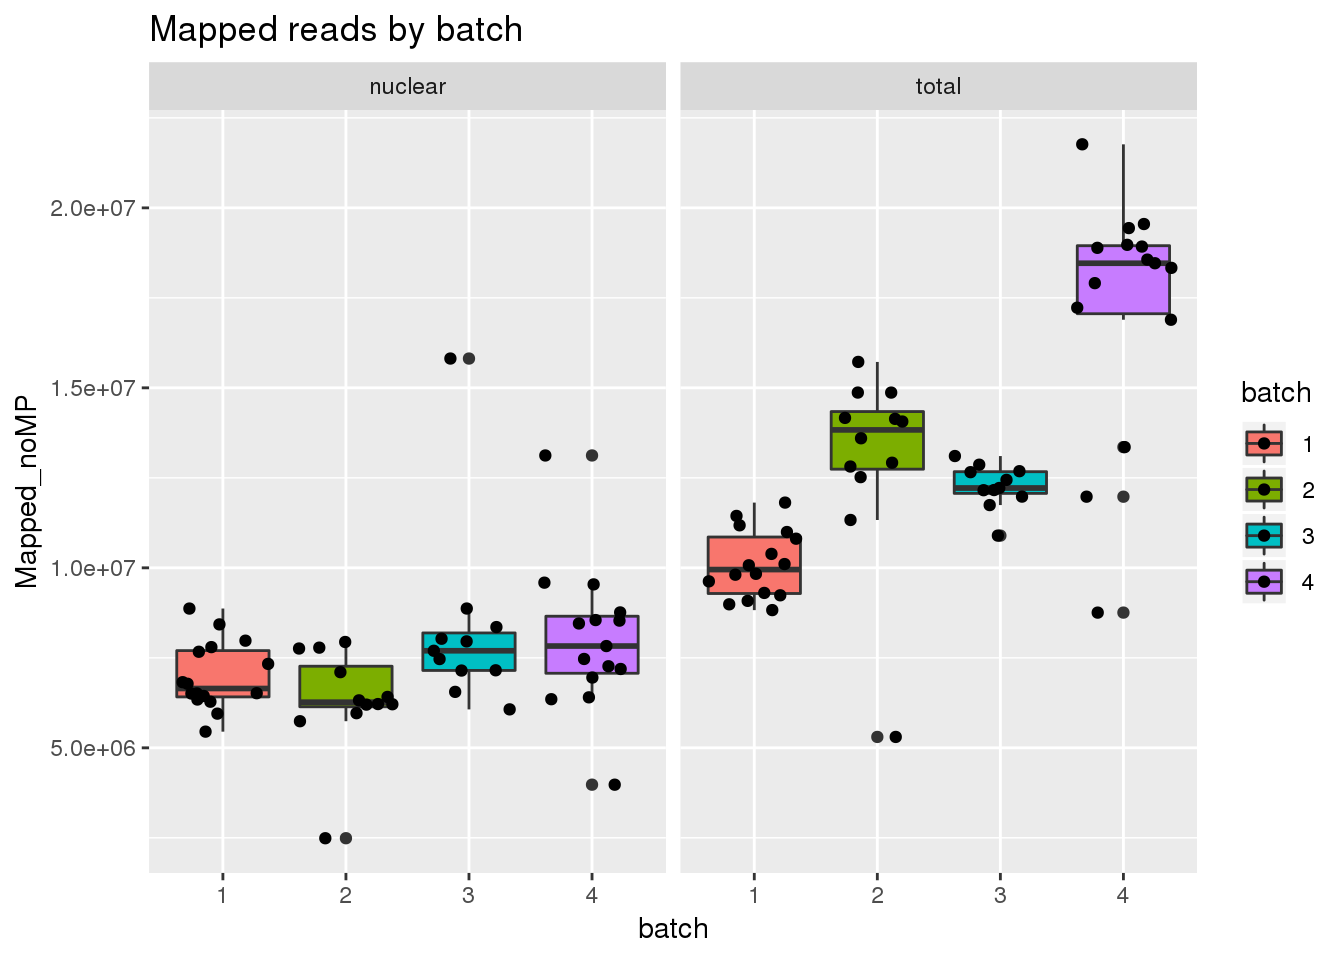 Mapped reads by batch
nuclear
total
Mapped_noMP
2.0e+07
1.5e+07
1.0e+07
5.0e+06
1
2
3
4
1
2
3
4
batch
batch
1
2
3
4